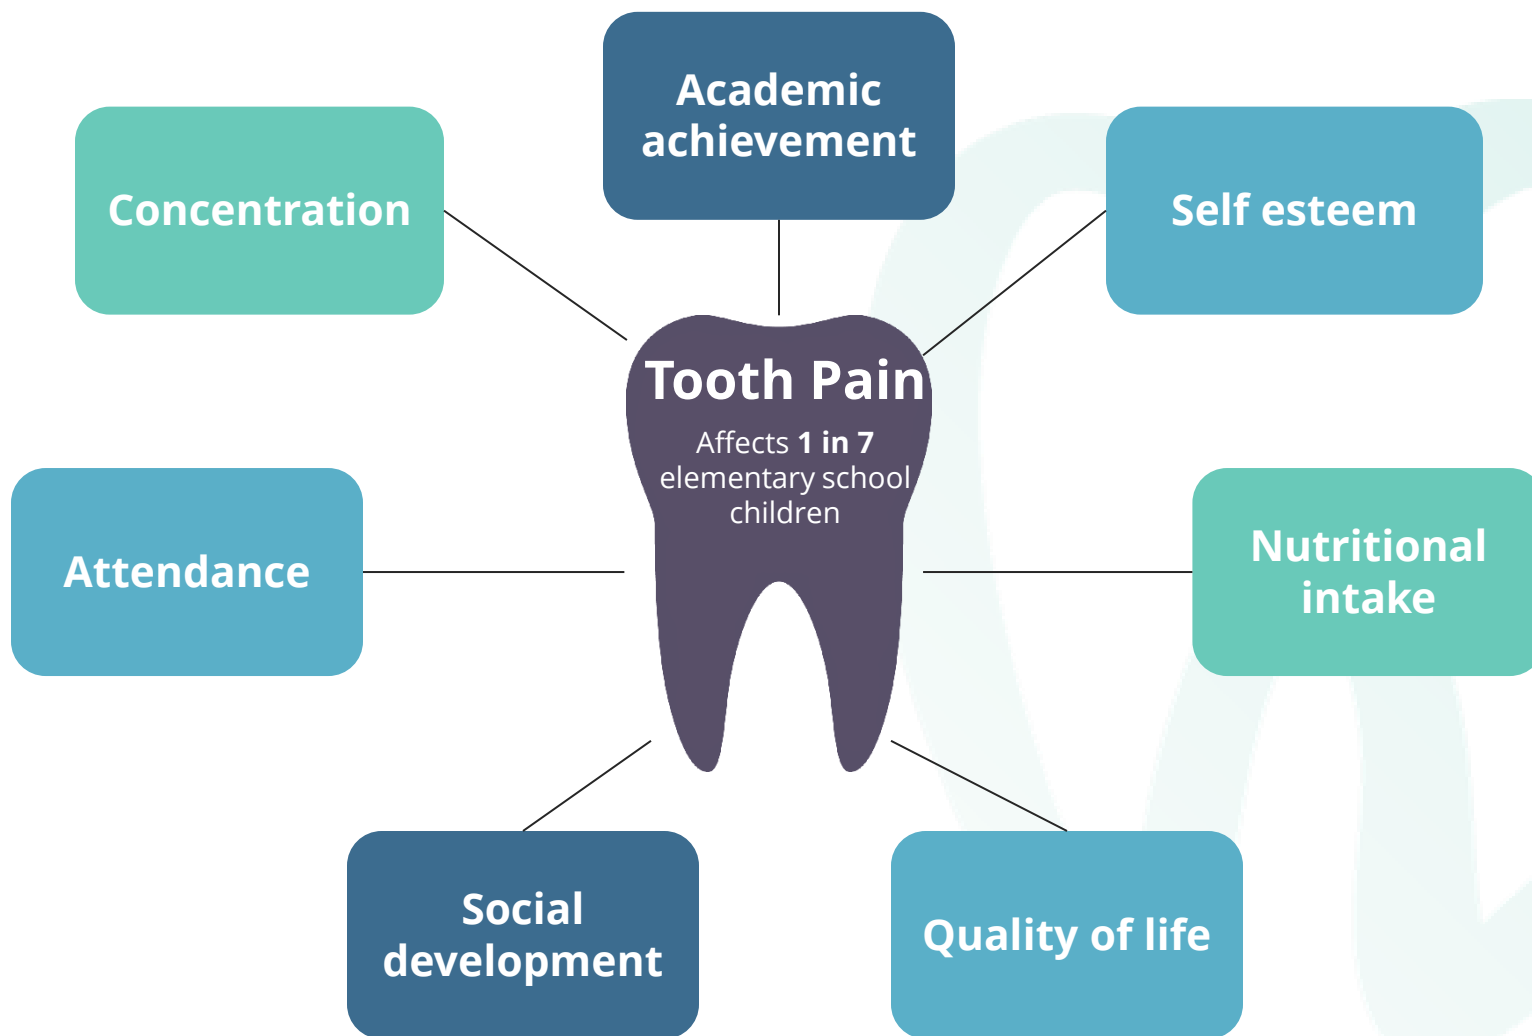 Academic
achievement
Concentration
Self esteem
Tooth Pain
Affects 1 in 7
elementary school
children
Attendance
Nutritional
intake
Social
development
Quality of life